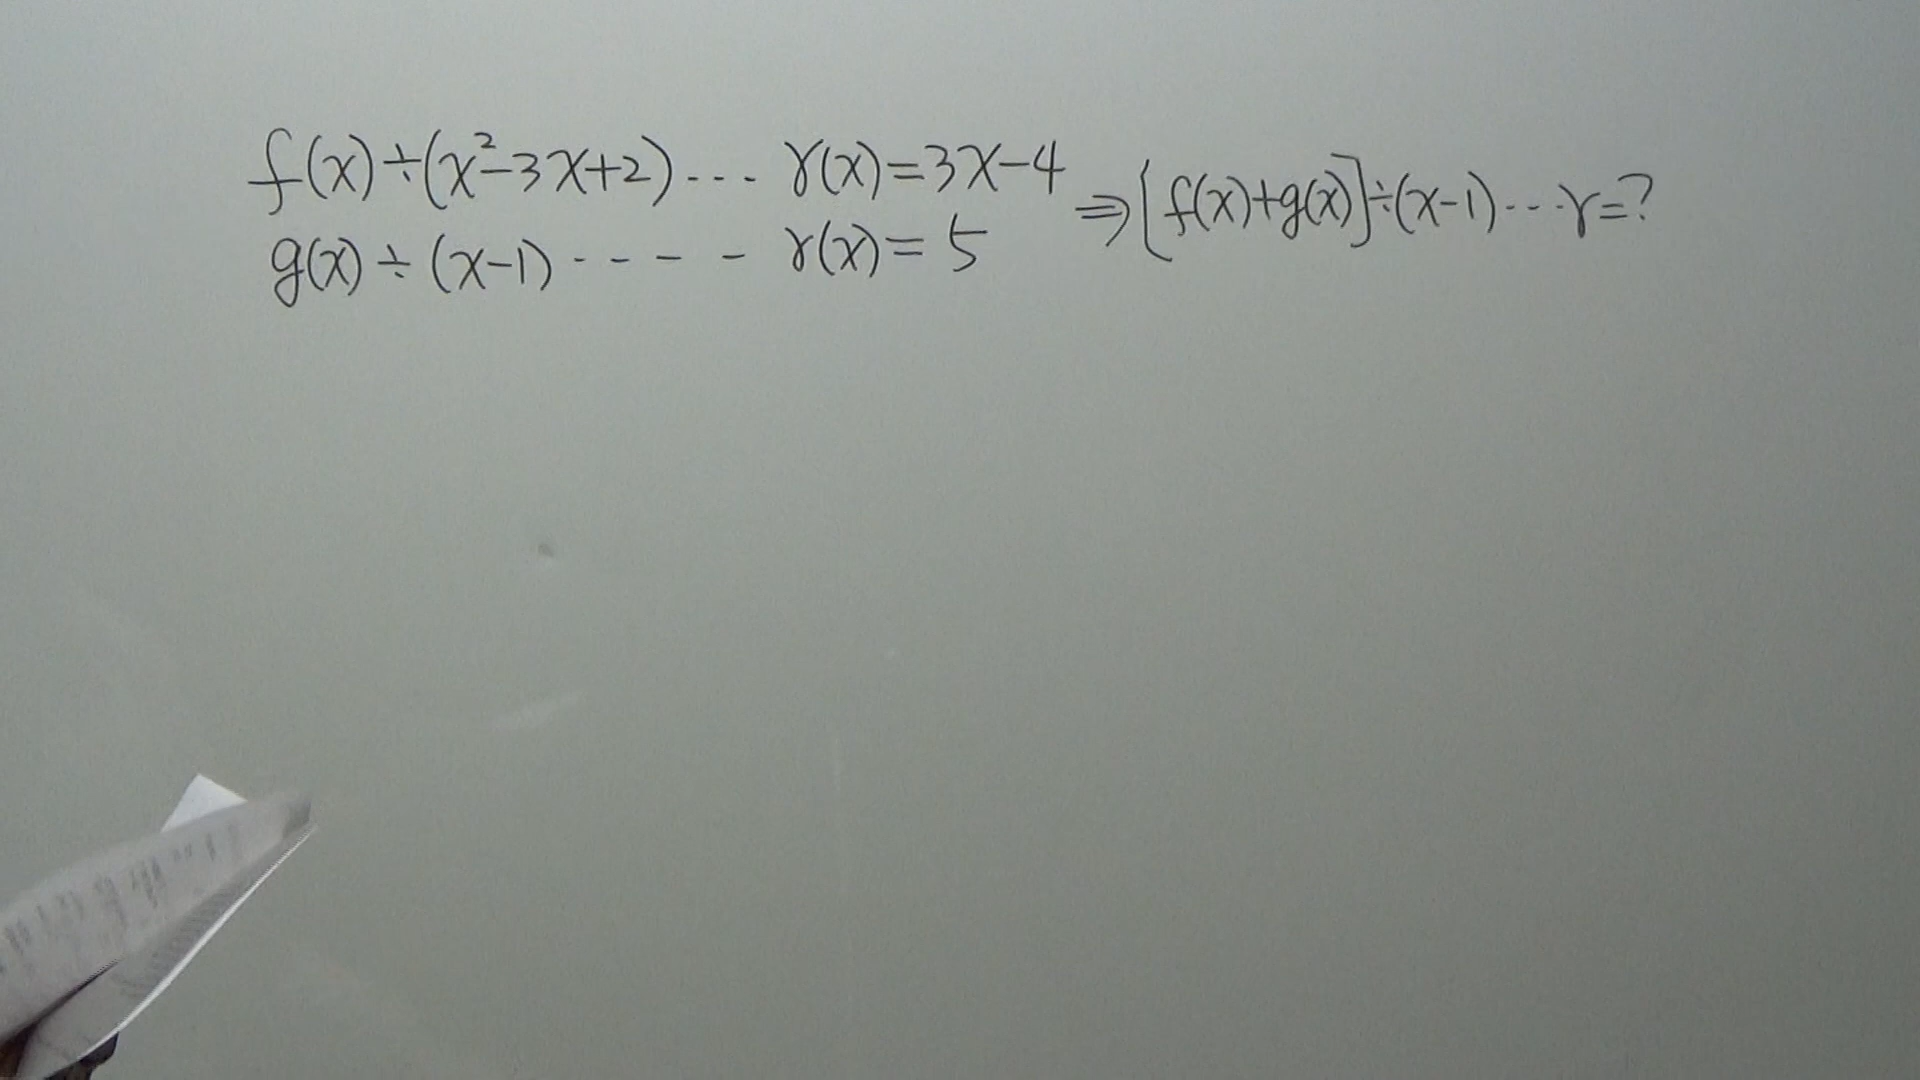 f(x)÷(x²-3x+2)... r(x)=3x-4
g(x)÷(x-1)----- r(x)=5
⇒[f(x)+g(x)]÷(x-1)...r=?